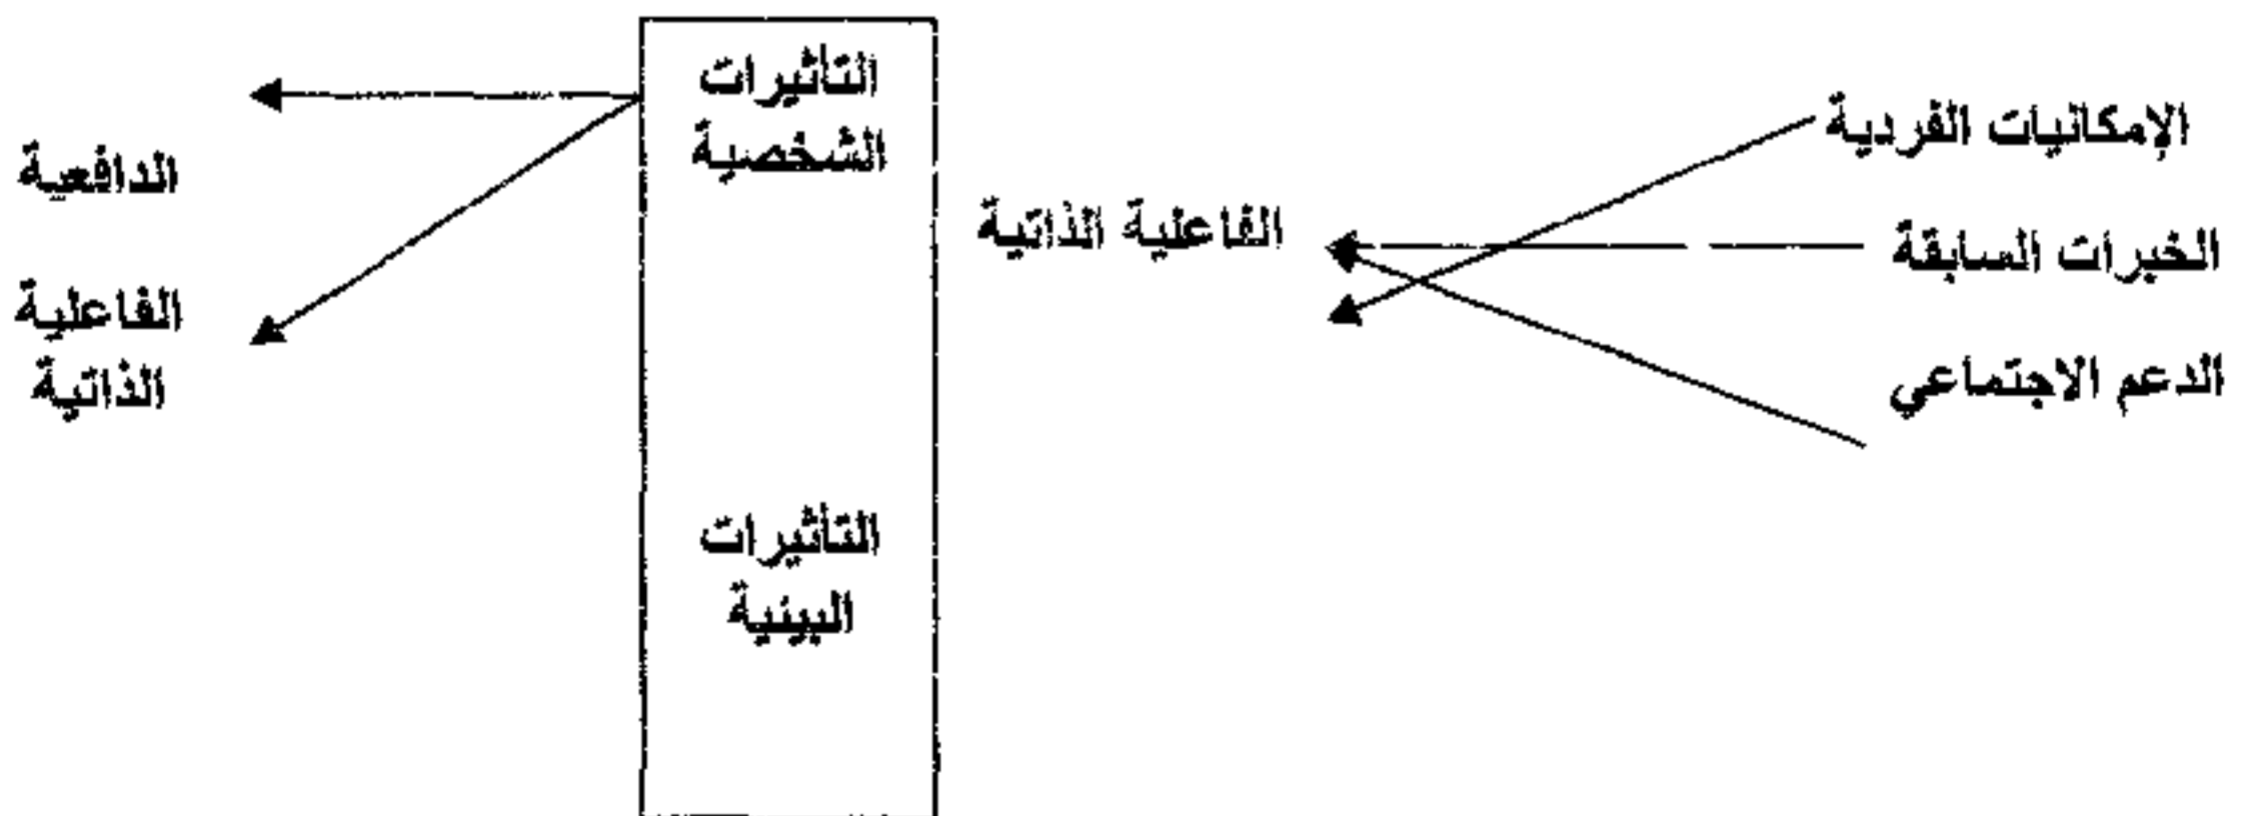 الإمكانيات الفردية
الخبرات السابقة
الدعم الاجتماعي
الفاعلية الذاتية
التأثيرات
الشخصية
التأثيرات
البيئية
الدافعية
الفاعلية
الذاتية